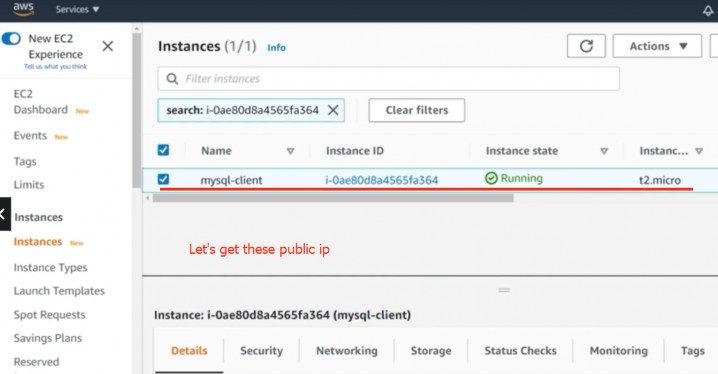 aws
Services ▼
New EC2
Experience
Tell us what you think
EC2
Dashboard New
Events New
Tags
Limits
Instances
Instances New
Instance Types
Launch Templates
Spot Requests
Savings Plans
Reserved
Instances (1/1) Info
Actions ▼
Filter instances
search: i-0ae80d8a4565fa364 ✕
Clear filters
Name Instance ID Instance state Instanc...
mysql-client i-0ae80d8a4565fa364 Running t2.micro
Let's get these public ip
Instance: i-0ae80d8a4565fa364 (mysql-client)
Details Security Networking Storage Status Checks Monitoring Tags